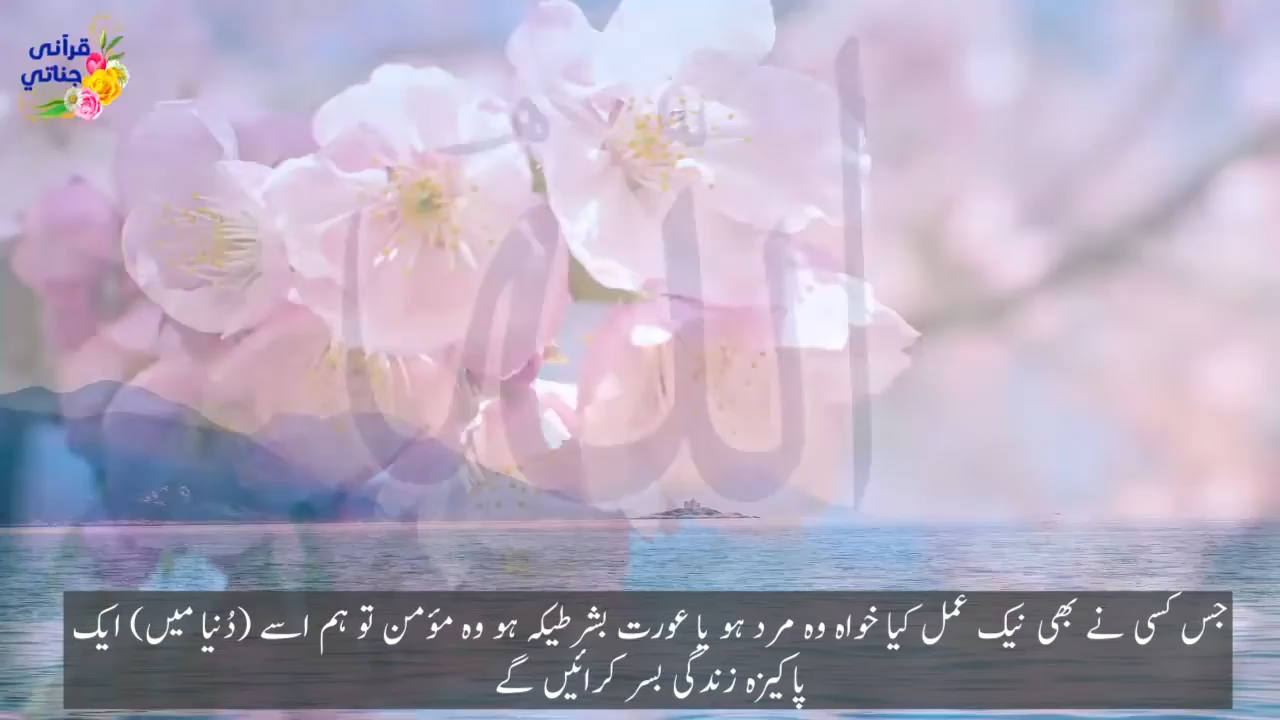 قرآنی
جناتي
الله
جس کسی نے بھی نیک عمل کیا خواہ وہ مرد ہو یا عورت بشرطیکہ ہو وہ مؤمن تو ہم اسے (دُنیا میں) ایک
پاکیزہ زندگی بسر کرائیں گے